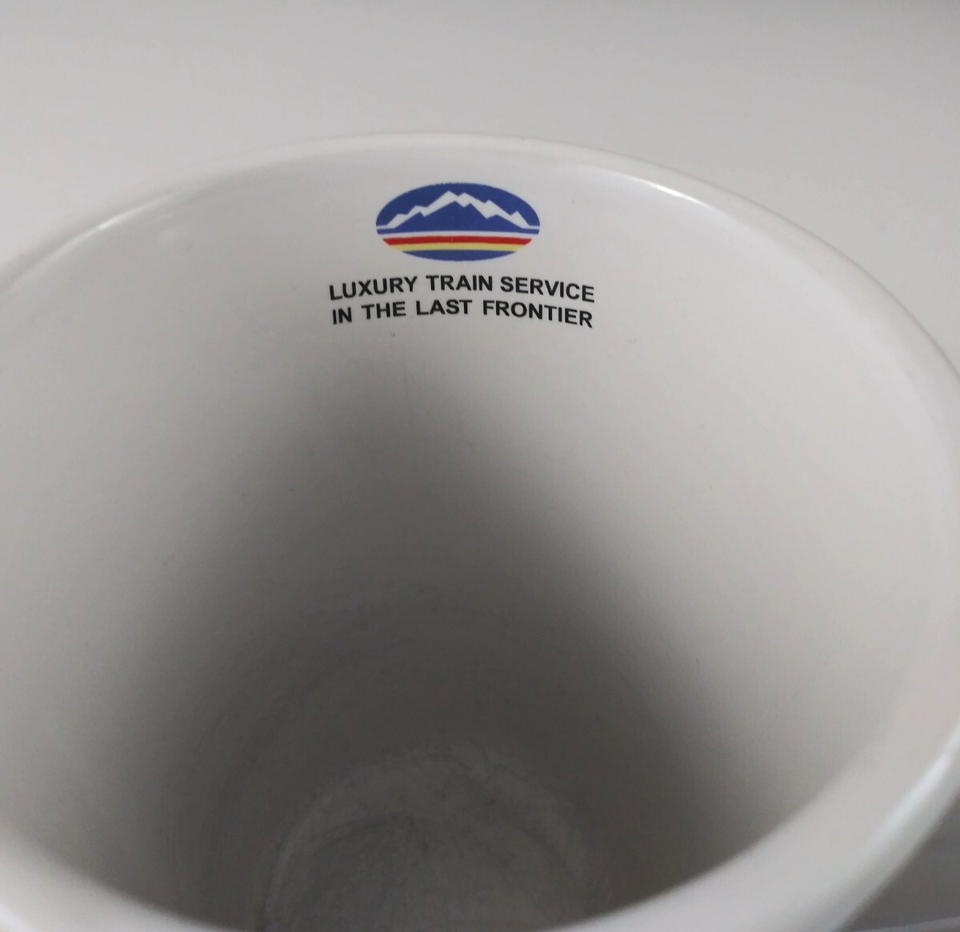 LUXURY TRAIN SERVICE
IN THE LAST FRONTIER